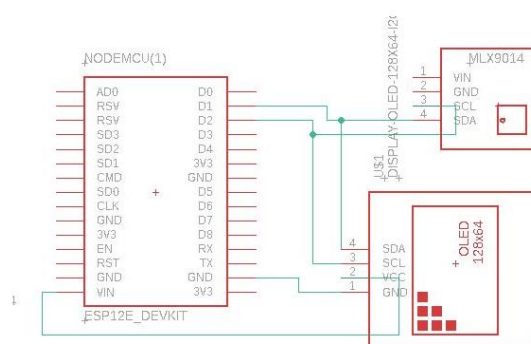 NODEMCU(1)
AD0
RSV
RSV
SD3
SD2
SD1
CMD
SD0
CLK
GND
3V3
EN
RST
GND
VIN
D0
D1
D2
D3
D4
3V3
GND
D5
D6
D7
D8
RX
TX
GND
3V3
ESP12E_DEVKIT
1
U$1
DISPLAY-OLED-128X64-I2C
MLX9014
1 VIN
2 GND
3 SCL
4 SDA
4 SDA
3 SCL
2 VCC
1 GND
OLED
128x64